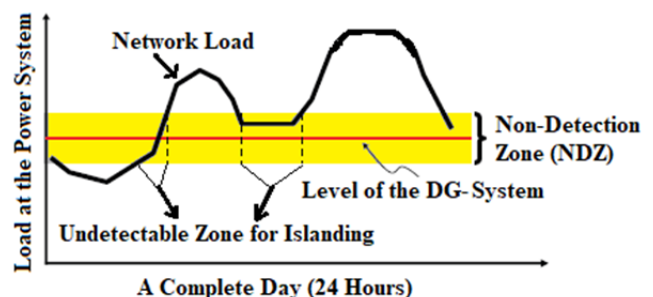 Network Load
Load at the Power System
Non-Detection
Zone (NDZ)
Level of the DG-System
Undetectable Zone for Islanding
A Complete Day (24 Hours)